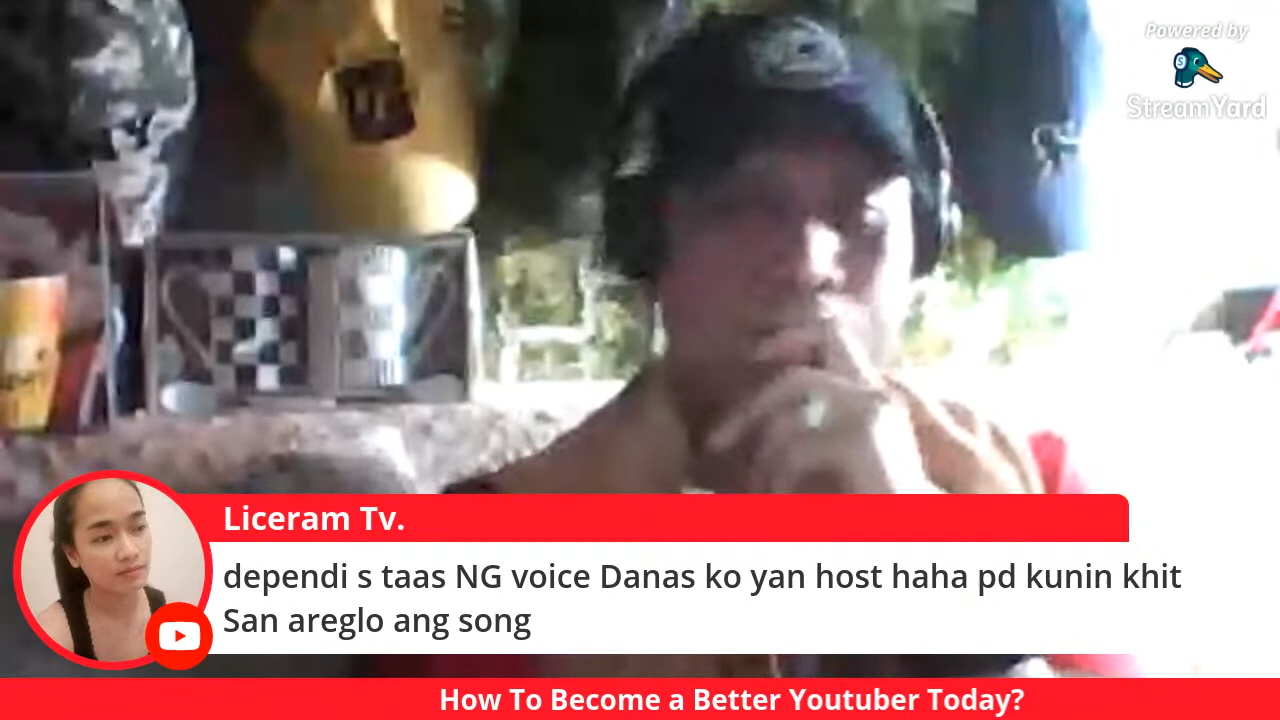 Powered by
StreamYard
Liceram Tv.
dependi s taas NG voice Danas ko yan host haha pd kunin khit
San areglo ang song
How To Become a Better Youtuber Today?